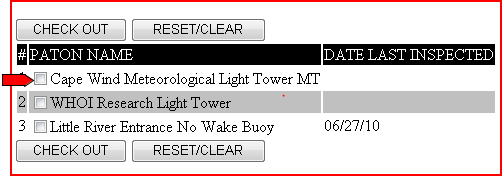 CHECK OUT RESET/CLEAR
# PATON NAME DATE LAST INSPECTED
Cape Wind Meteorological Light Tower MT
2 WHOI Research Light Tower
3 Little River Entrance No Wake Buoy 06/27/10
CHECK OUT RESET/CLEAR